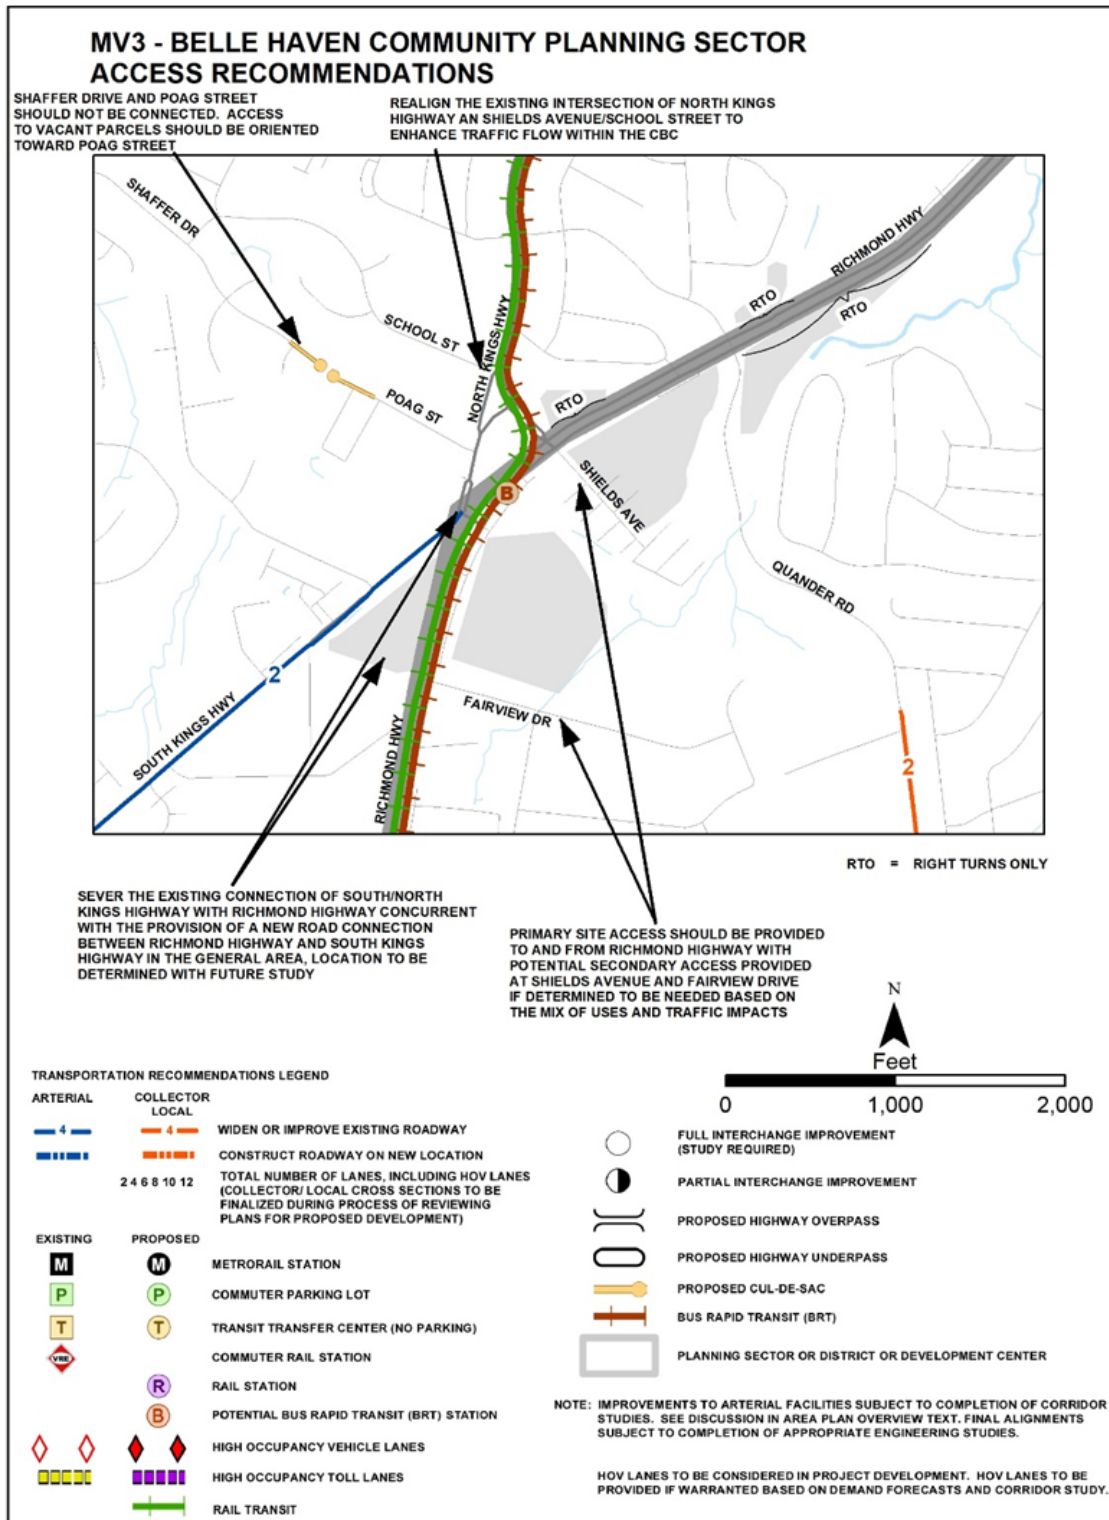 MV3 - BELLE HAVEN COMMUNITY PLANNING SECTOR
ACCESS RECOMMENDATIONS
SHAFFER DRIVE AND POAG STREET
SHOULD NOT BE CONNECTED. ACCESS
TO VACANT PARCELS SHOULD BE ORIENTED
TOWARD POAG STREET
REALIGN THE EXISTING INTERSECTION OF NORTH KINGS
HIGHWAY AN SHIELDS AVENUE/SCHOOL STREET TO
ENHANCE TRAFFIC FLOW WITHIN THE CBC
SHAFFER DR
RICHMOND HWY
RTO
RTO
SCHOOL ST
NORTH KINGS HWY
POAG ST
RTO
SHIELDS AVE
B
QUANDER RD
2
SOUTH KINGS HWY
FAIRVIEW DR
RICHMOND HWY
2
RTO = RIGHT TURNS ONLY
SEVER THE EXISTING CONNECTION OF SOUTH/NORTH
KINGS HIGHWAY WITH RICHMOND HIGHWAY CONCURRENT
WITH THE PROVISION OF A NEW ROAD CONNECTION
BETWEEN RICHMOND HIGHWAY AND SOUTH KINGS
HIGHWAY IN THE GENERAL AREA, LOCATION TO BE
DETERMINED WITH FUTURE STUDY
PRIMARY SITE ACCESS SHOULD BE PROVIDED
TO AND FROM RICHMOND HIGHWAY WITH
POTENTIAL SECONDARY ACCESS PROVIDED
AT SHIELDS AVENUE AND FAIRVIEW DRIVE
IF DETERMINED TO BE NEEDED BASED ON
THE MIX OF USES AND TRAFFIC IMPACTS
N
Feet
0 1,000 2,000
TRANSPORTATION RECOMMENDATIONS LEGEND
ARTERIAL COLLECTOR
LOCAL
4 4 WIDEN OR IMPROVE EXISTING ROADWAY
CONSTRUCT ROADWAY ON NEW LOCATION
2 4 6 8 10 12 TOTAL NUMBER OF LANES, INCLUDING HOV LANES
(COLLECTOR/ LOCAL CROSS SECTIONS TO BE
FINALIZED DURING PROCESS OF REVIEWING
PLANS FOR PROPOSED DEVELOPMENT)
EXISTING PROPOSED
M M METRORAIL STATION
P P COMMUTER PARKING LOT
T T TRANSIT TRANSFER CENTER (NO PARKING)
VRE COMMUTER RAIL STATION
R RAIL STATION
B POTENTIAL BUS RAPID TRANSIT (BRT) STATION
HIGH OCCUPANCY VEHICLE LANES
HIGH OCCUPANCY TOLL LANES
RAIL TRANSIT
FULL INTERCHANGE IMPROVEMENT
(STUDY REQUIRED)
PARTIAL INTERCHANGE IMPROVEMENT
PROPOSED HIGHWAY OVERPASS
PROPOSED HIGHWAY UNDERPASS
PROPOSED CUL-DE-SAC
BUS RAPID TRANSIT (BRT)
PLANNING SECTOR OR DISTRICT OR DEVELOPMENT CENTER
NOTE: IMPROVEMENTS TO ARTERIAL FACILITIES SUBJECT TO COMPLETION OF CORRIDOR
STUDIES. SEE DISCUSSION IN AREA PLAN OVERVIEW TEXT. FINAL ALIGNMENTS
SUBJECT TO COMPLETION OF APPROPRIATE ENGINEERING STUDIES.
HOV LANES TO BE CONSIDERED IN PROJECT DEVELOPMENT. HOV LANES TO BE
PROVIDED IF WARRANTED BASED ON DEMAND FORECASTS AND CORRIDOR STUDY.